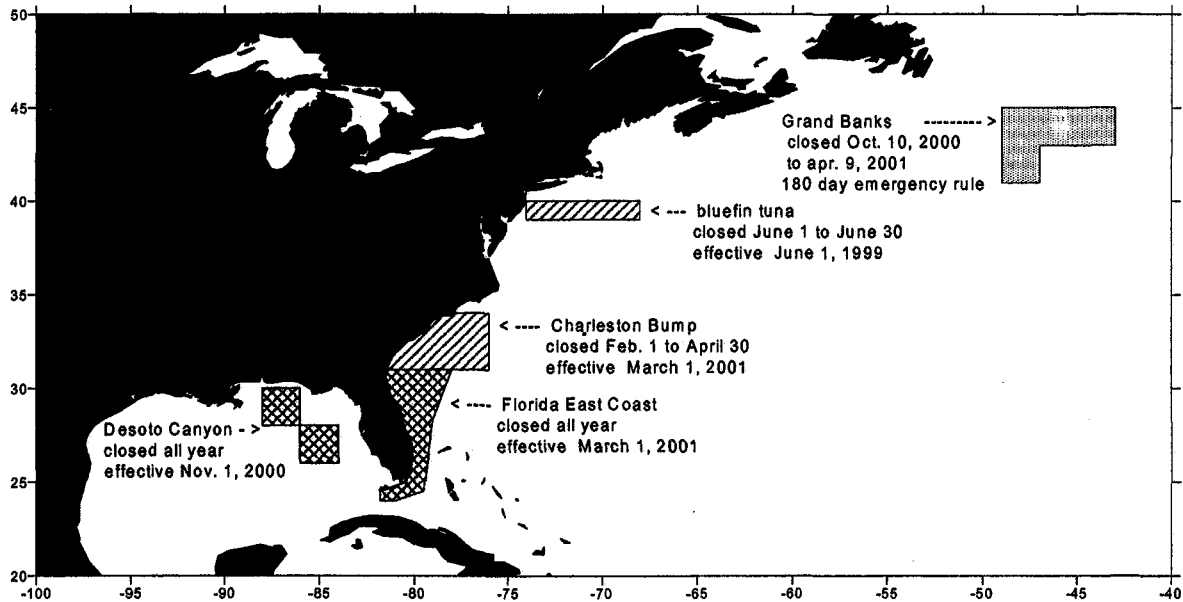 50
45
40
35
30
25
20
Grand Banks --------->
closed Oct. 10, 2000
to apr. 9, 2001
180 day emergency rule
< --- bluefin tuna
closed June 1 to June 30
effective June 1, 1999
< ---- Charleston Bump
closed Feb. 1 to April 30
effective March 1, 2001
< ---- Florida East Coast
closed all year
effective March 1, 2001
Desoto Canyon - >
closed all year
effective Nov. 1, 2000
-100 -95 -90 -85 -80 -75 -70 -65 -60 -55 -50 -45 -40